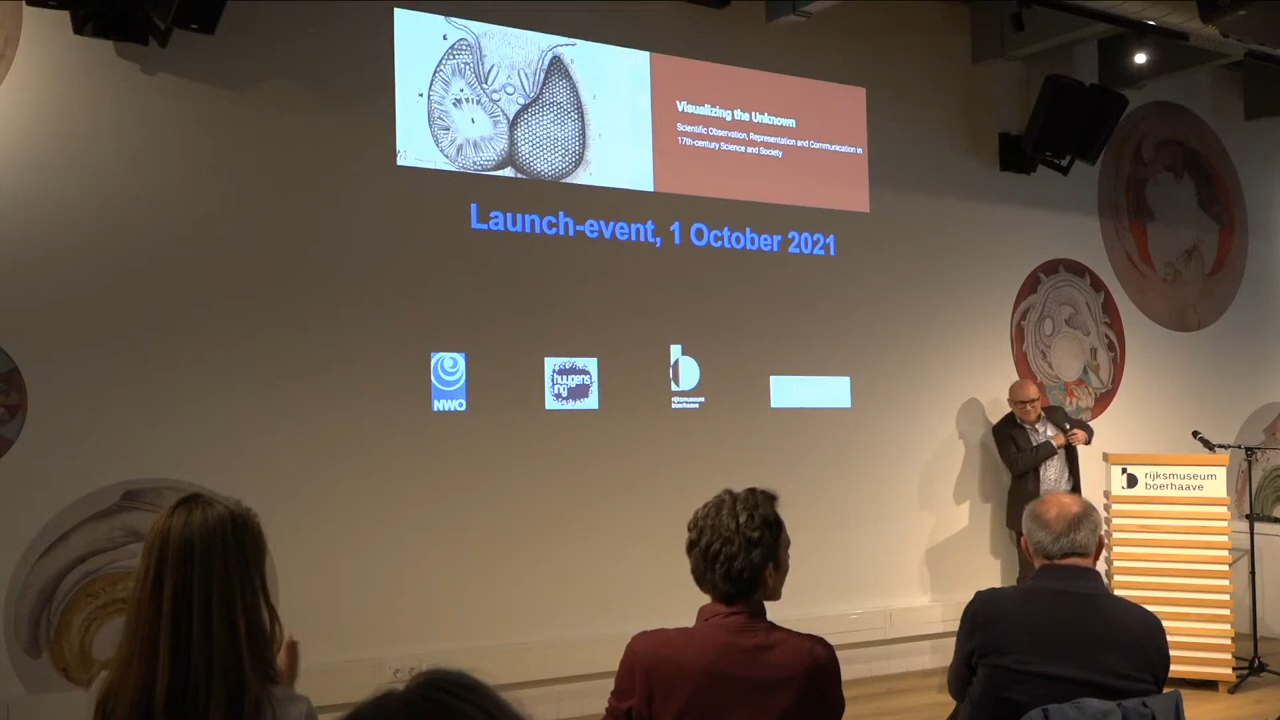 Visualizing the Unknown
Scientific Observation, Representation and Communication in
17th-century Science and Society
Launch-event, 1 October 2021
NWO
huygens
ing
rijksmuseum
boerhaave
rijksmuseum
boerhaave